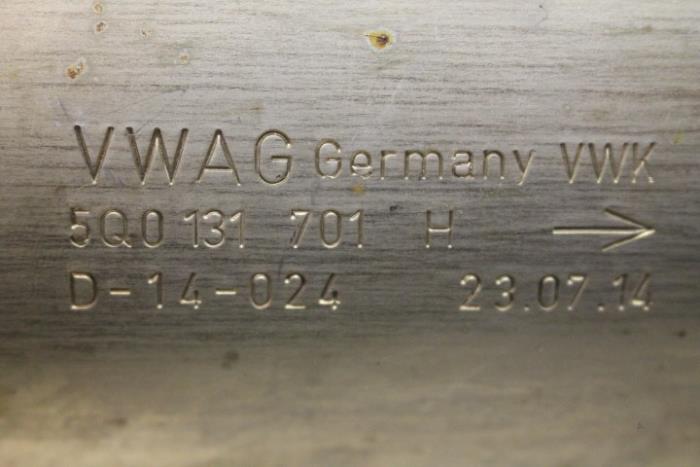 VWAG Germany VWK
5Q0 131 701 H →
D-14-024 23.07.14